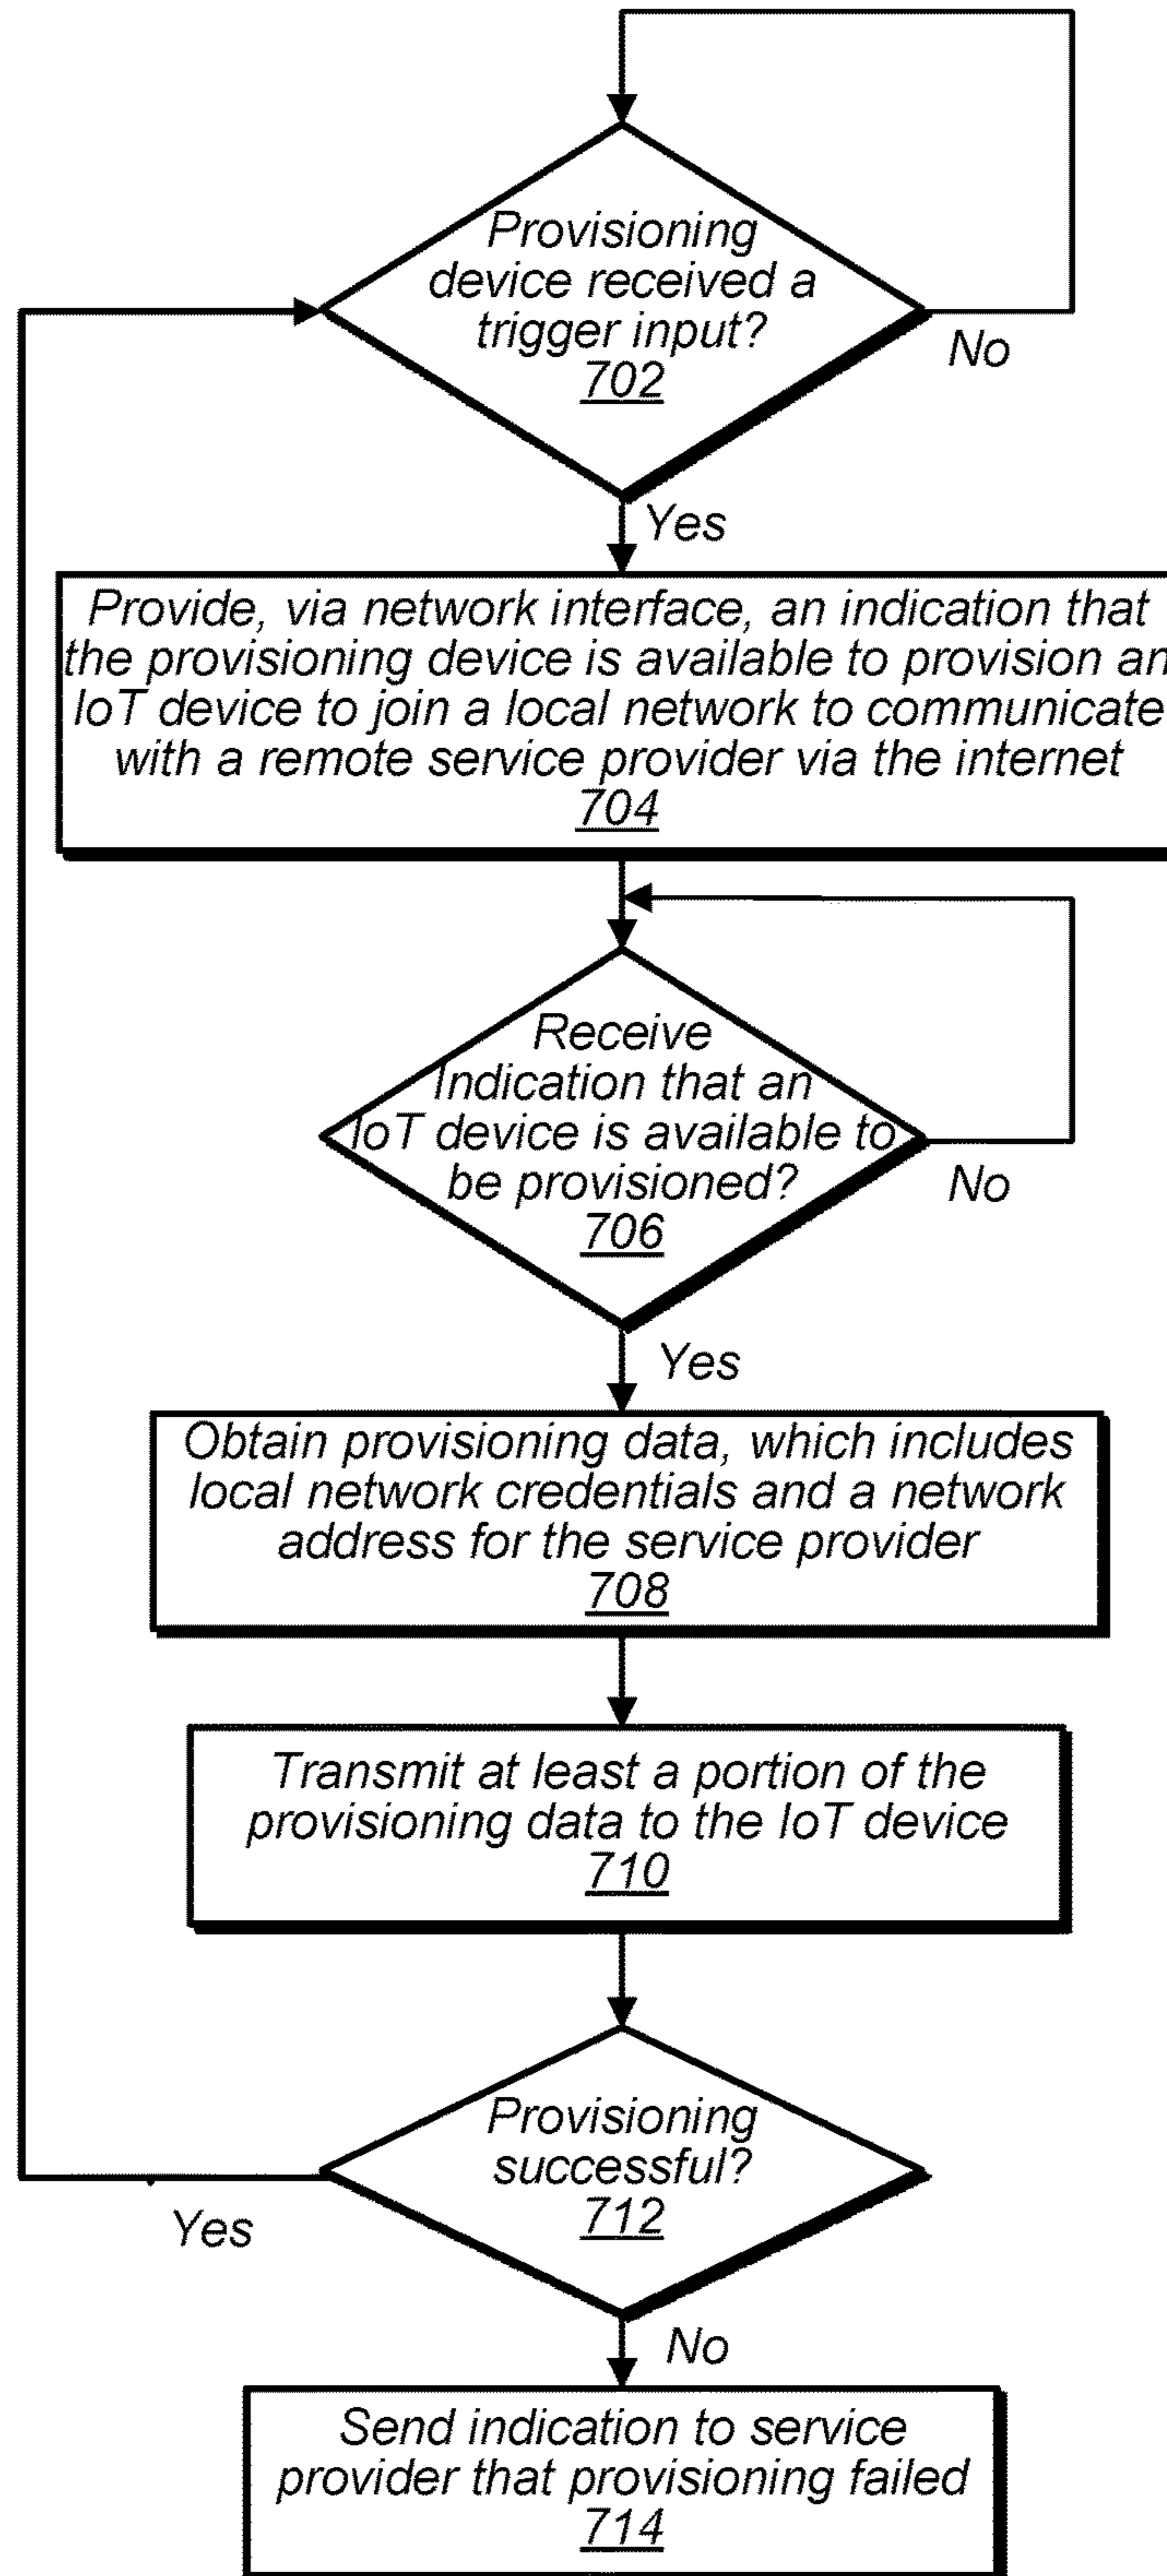 Provisioning
device received a
trigger input?
702
No
Yes
Provide, via network interface, an indication that
the provisioning device is available to provision an
IoT device to join a local network to communicate
with a remote service provider via the internet
704
Receive
Indication that an
IoT device is available to
be provisioned?
706
No
Yes
Obtain provisioning data, which includes
local network credentials and a network
address for the service provider
708
Transmit at least a portion of the
provisioning data to the IoT device
710
Provisioning
successful?
712
Yes
No
Send indication to service
provider that provisioning failed
714